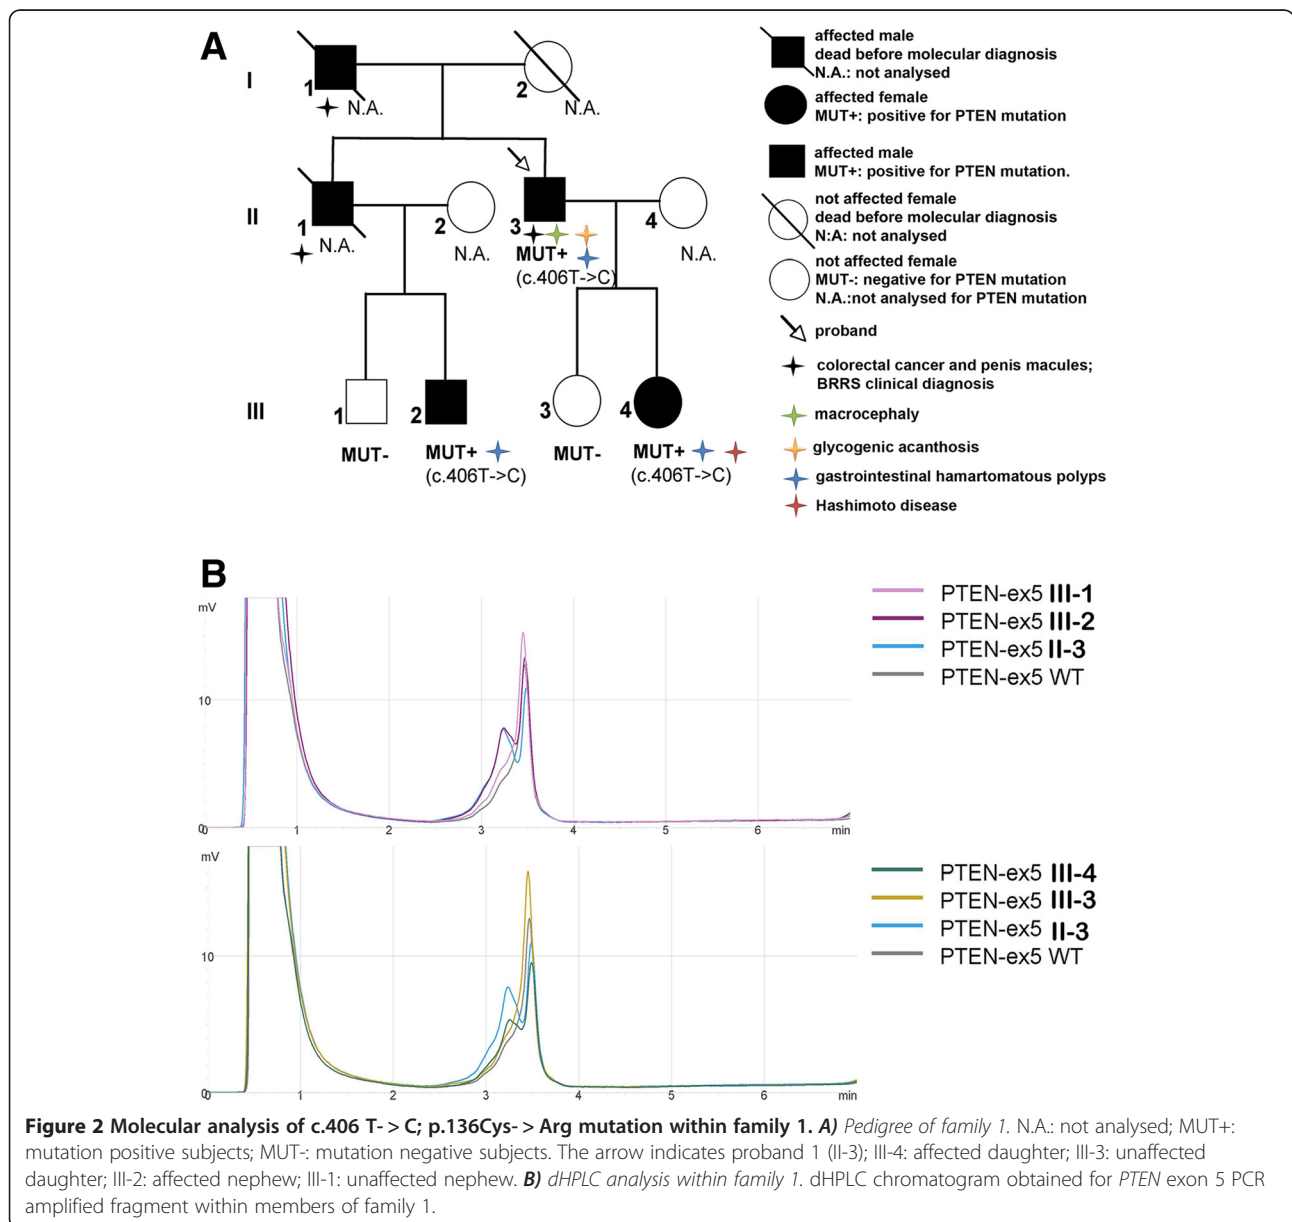 A
I
1
N.A.
2
N.A.
II
1
N.A.
2
N.A.
3
MUT+
(c.406T->C)
4
N.A.
III
1
MUT-
2
MUT+
(c.406T->C)
3
MUT-
4
MUT+
(c.406T->C)
affected male
dead before molecular diagnosis
N.A.: not analysed
affected female
MUT+: positive for PTEN mutation
affected male
MUT+: positive for PTEN mutation.
not affected female
dead before molecular diagnosis
N:A: not analysed
not affected female
MUT-: negative for PTEN mutation
N.A.:not analysed for PTEN mutation
proband
colorectal cancer and penis macules;
BRRS clinical diagnosis
macrocephaly
glycogenic acanthosis
gastrointestinal hamartomatous polyps
Hashimoto disease
B
mV
10
0 0 1 2 3 4 5 6 min
PTEN-ex5 III-1
PTEN-ex5 III-2
PTEN-ex5 II-3
PTEN-ex5 WT
mV
10
0 0 1 2 3 4 5 6 min
PTEN-ex5 III-4
PTEN-ex5 III-3
PTEN-ex5 II-3
PTEN-ex5 WT
Figure 2 Molecular analysis of c.406 T- > C; p.136Cys- > Arg mutation within family 1. A) Pedigree of family 1. N.A.: not analysed; MUT+:
mutation positive subjects; MUT-: mutation negative subjects. The arrow indicates proband 1 (II-3); III-4: affected daughter; III-3: unaffected
daughter; III-2: affected nephew; III-1: unaffected nephew. B) dHPLC analysis within family 1. dHPLC chromatogram obtained for PTEN exon 5 PCR
amplified fragment within members of family 1.